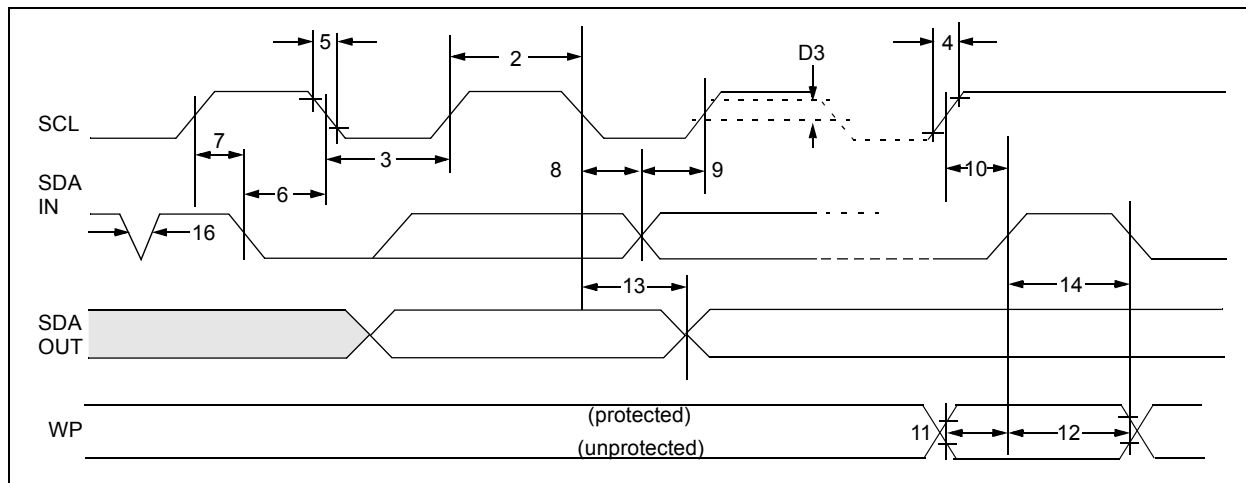 5
2
D3
4
SCL
7
3
8
9
10
SDA
IN
6
16
13
14
SDA
OUT
WP
(protected)
(unprotected)
11
12